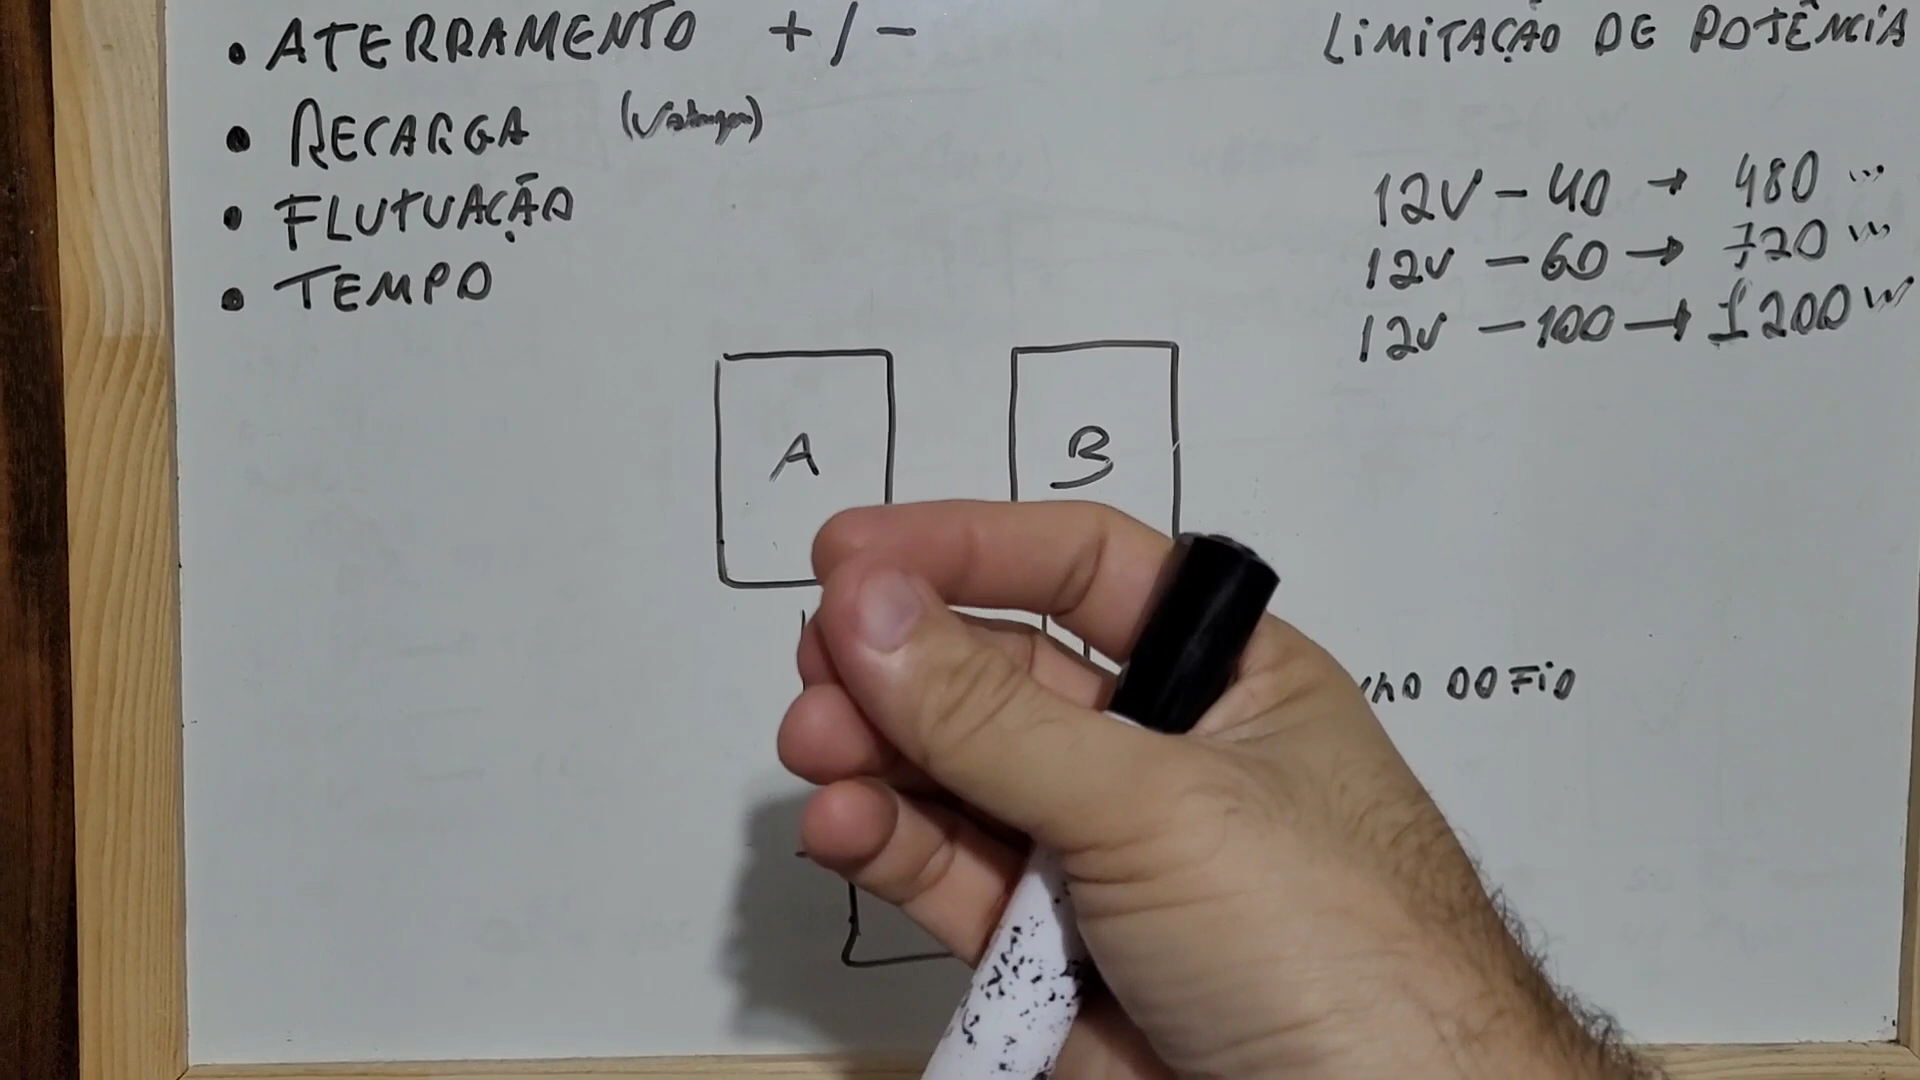 • ATERRAMENTO + / -
• RECARGA
• FLUTUAÇÃO
• TEMPO
LIMITAÇÃO DE POTÊNCIA
12V - 40 → 480 W
12V - 60 → 720 W
12V - 100 → 1200 W
A
B
DO FIO